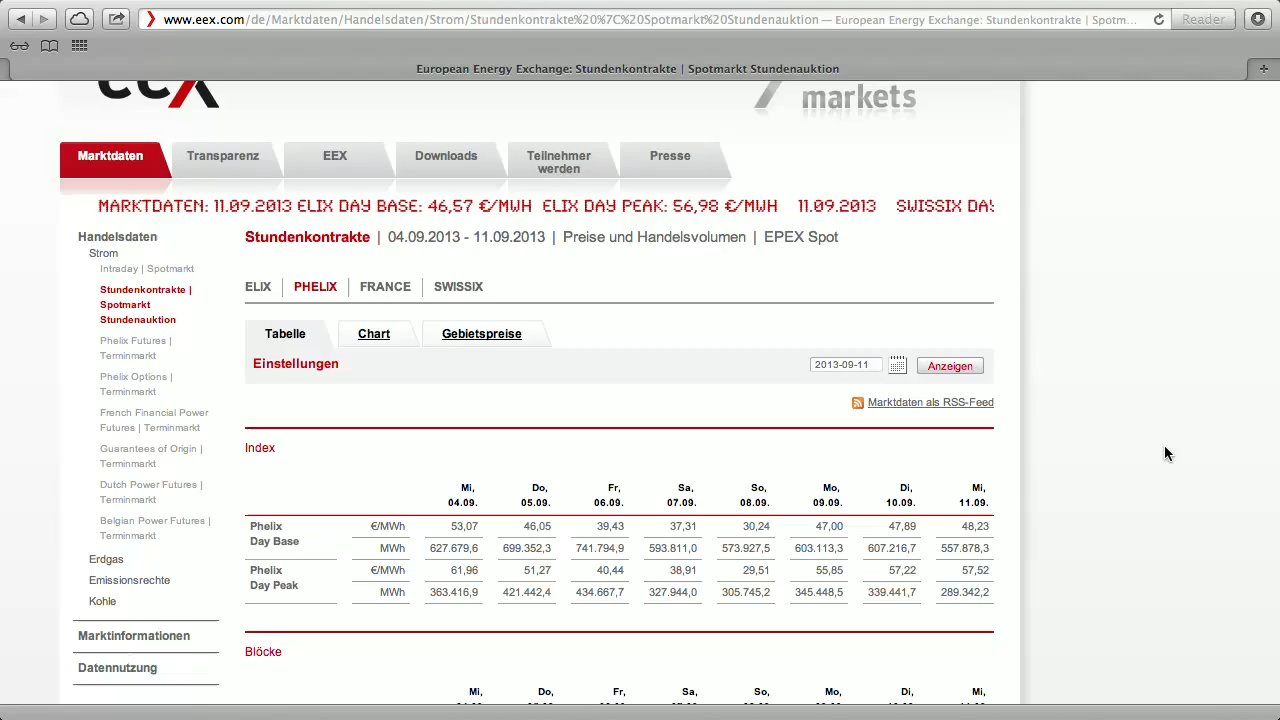 www.eex.com/de/Marktdaten/Handelsdaten/Strom/Stundenkontrakte%20%7C%20Spotmarkt%20Stundenauktion — European Energy Exchange: Stundenkontrakte | Spotm...
Reader
European Energy Exchange: Stundenkontrakte | Spotmarkt Stundenauktion
eex
markets
Marktdaten
Transparenz
EEX
Downloads
Teilnehmer
werden
Presse
MARKTDATEN: 11.09.2013 ELIX DAY BASE: 46,57 €/MWH ELIX DAY PEAK: 56,98 €/MWH 11.09.2013 SWISSIX DAS
Handelsdaten
Strom
Intraday | Spotmarkt
Stundenkontrakte |
Spotmarkt
Stundenauktion
Phelix Futures |
Terminmarkt
Phelix Options |
Terminmarkt
French Financial Power
Futures | Terminmarkt
Guarantees of Origin |
Terminmarkt
Dutch Power Futures |
Terminmarkt
Belgian Power Futures |
Terminmarkt
Erdgas
Emissionsrechte
Kohle
Marktinformationen
Datennutzung
Stundenkontrakte | 04.09.2013 - 11.09.2013 | Preise und Handelsvolumen | EPEX Spot
ELIX PHELIX FRANCE SWISSIX
Tabelle Chart Gebietspreise
Einstellungen 2013-09-11 Anzeigen
Marktdaten als RSS-Feed
Index
Mi, Do, Fr, Sa, So, Mo, Di, Mi,
04.09. 05.09. 06.09. 07.09. 08.09. 09.09. 10.09. 11.09.
Phelix €/MWh 53,07 46,05 39,43 37,31 30,24 47,00 47,89 48,23
Day Base
MWh 627.679,6 699.352,3 741.794,9 593.811,0 573.927,5 603.113,3 607.216,7 557.878,3
Phelix €/MWh 61,96 51,27 40,44 38,91 29,51 55,85 57,22 57,52
Day Peak
MWh 363.416,9 421.442,4 434.667,7 327.944,0 305.745,2 345.448,5 339.441,7 289.342,2
Blöcke
Mi, Do, Fr, Sa, So, Mo, Di, Mi,